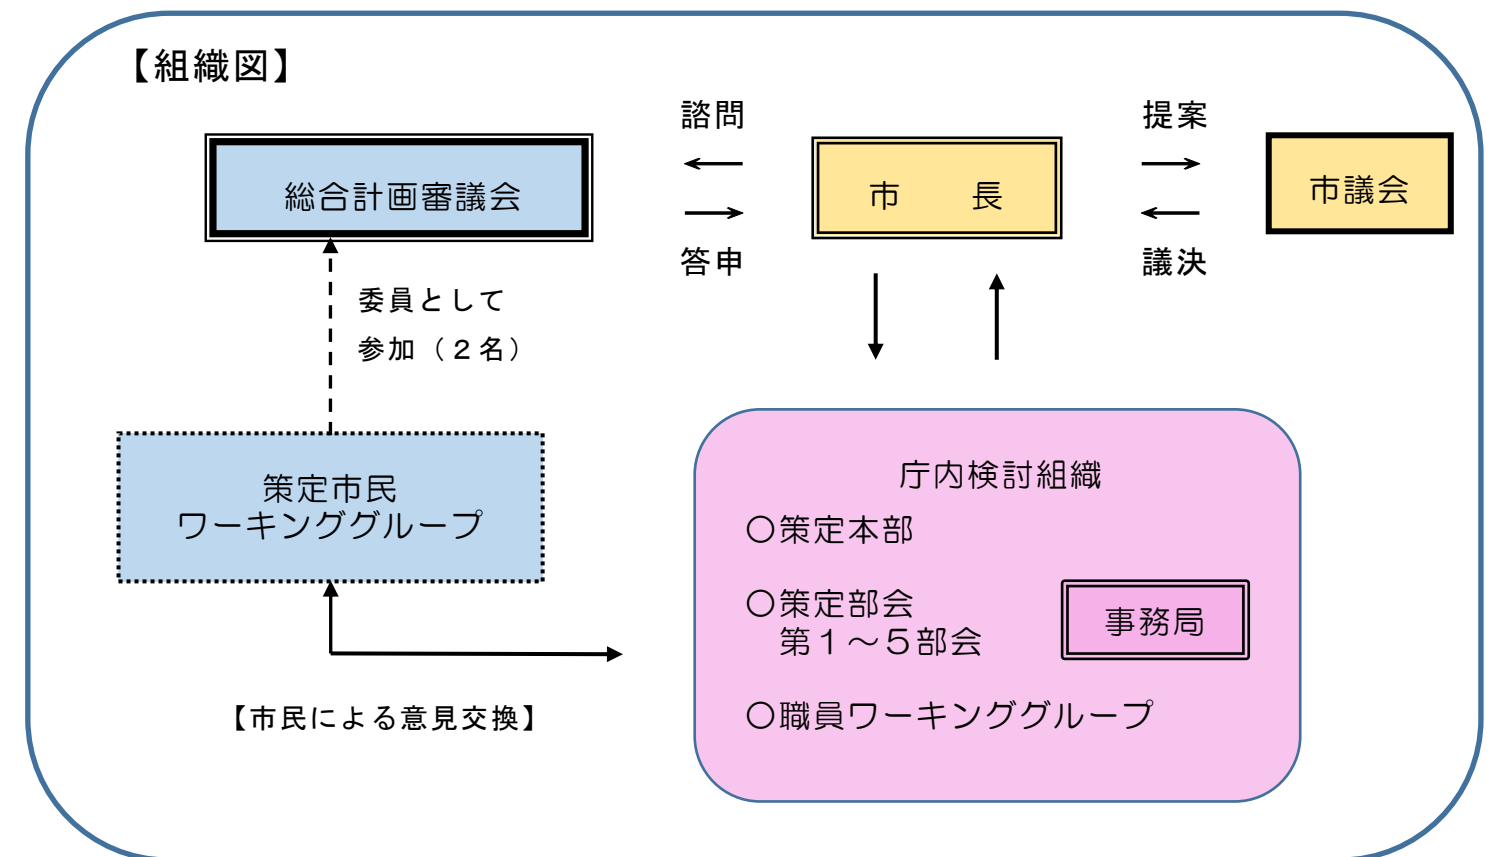 【組織図】
諮問
提案
総合計画審議会
市　　長
市議会
答申
議決
委員として
参加（２名）
策定市民
ワーキンググループ
庁内検討組織
〇策定本部
〇策定部会
第１～５部会
事務局
〇職員ワーキンググループ
【市民による意見交換】